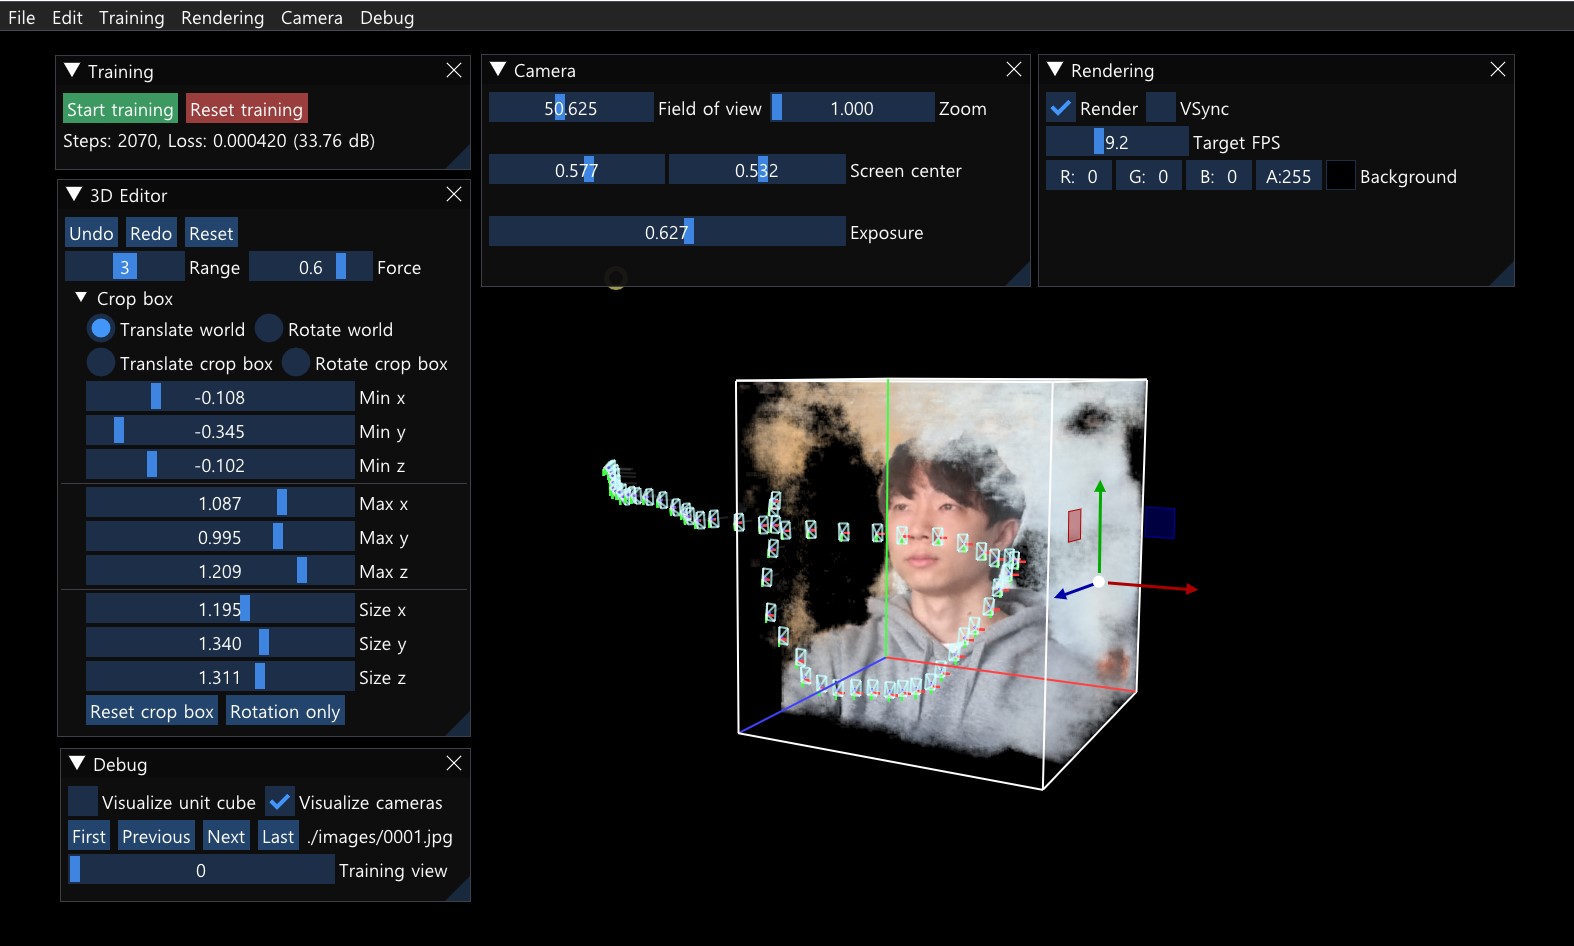 File Edit Training Rendering Camera Debug
Training
Start training Reset training
Steps: 2070, Loss: 0.000420 (33.76 dB)
3D Editor
Undo Redo Reset
3 Range 0.6 Force
Crop box
Translate world Rotate world
Translate crop box Rotate crop box
-0.108 Min x
-0.345 Min y
-0.102 Min z
1.087 Max x
0.995 Max y
1.209 Max z
1.195 Size x
1.340 Size y
1.311 Size z
Reset crop box Rotation only
Debug
Visualize unit cube Visualize cameras
First Previous Next Last ./images/0001.jpg
0 Training view
Camera
50.625 Field of view 1.000 Zoom
0.577 0.532 Screen center
0.627 Exposure
Rendering
Render VSync
9.2 Target FPS
R: 0 G: 0 B: 0 A:255 Background